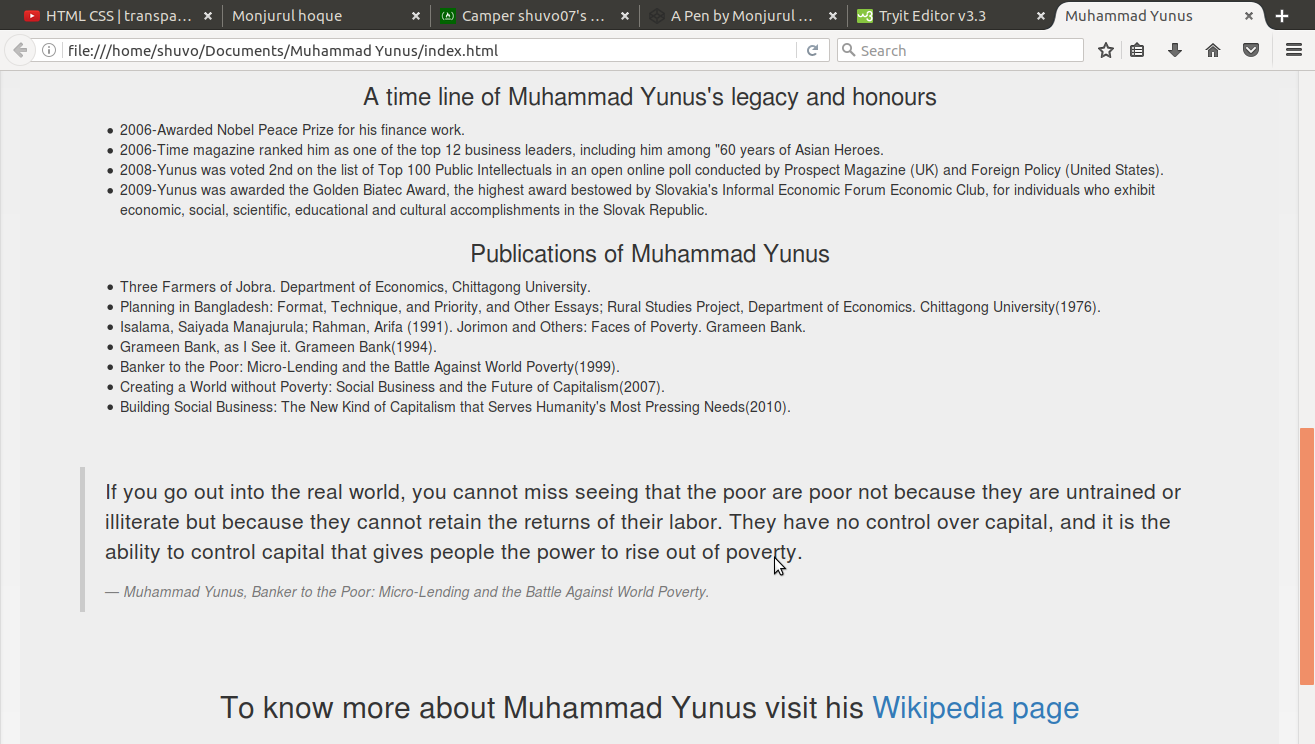 HTML CSS | transpa...
Monjurul hoque
Camper shuvo07's ...
A Pen by Monjurul ...
Tryit Editor v3.3
Muhammad Yunus
file:///home/shuvo/Documents/Muhammad Yunus/index.html
Search
A time line of Muhammad Yunus's legacy and honours
2006-Awarded Nobel Peace Prize for his finance work.
2006-Time magazine ranked him as one of the top 12 business leaders, including him among "60 years of Asian Heroes.
2008-Yunus was voted 2nd on the list of Top 100 Public Intellectuals in an open online poll conducted by Prospect Magazine (UK) and Foreign Policy (United States).
2009-Yunus was awarded the Golden Biatec Award, the highest award bestowed by Slovakia's Informal Economic Forum Economic Club, for individuals who exhibit
economic, social, scientific, educational and cultural accomplishments in the Slovak Republic.
Publications of Muhammad Yunus
Three Farmers of Jobra. Department of Economics, Chittagong University.
Planning in Bangladesh: Format, Technique, and Priority, and Other Essays; Rural Studies Project, Department of Economics. Chittagong University(1976).
Isalama, Saiyada Manajurula; Rahman, Arifa (1991). Jorimon and Others: Faces of Poverty. Grameen Bank.
Grameen Bank, as I See it. Grameen Bank(1994).
Banker to the Poor: Micro-Lending and the Battle Against World Poverty(1999).
Creating a World without Poverty: Social Business and the Future of Capitalism(2007).
Building Social Business: The New Kind of Capitalism that Serves Humanity's Most Pressing Needs(2010).
If you go out into the real world, you cannot miss seeing that the poor are poor not because they are untrained or
illiterate but because they cannot retain the returns of their labor. They have no control over capital, and it is the
ability to control capital that gives people the power to rise out of poverty.
— Muhammad Yunus, Banker to the Poor: Micro-Lending and the Battle Against World Poverty.
To know more about Muhammad Yunus visit his Wikipedia page